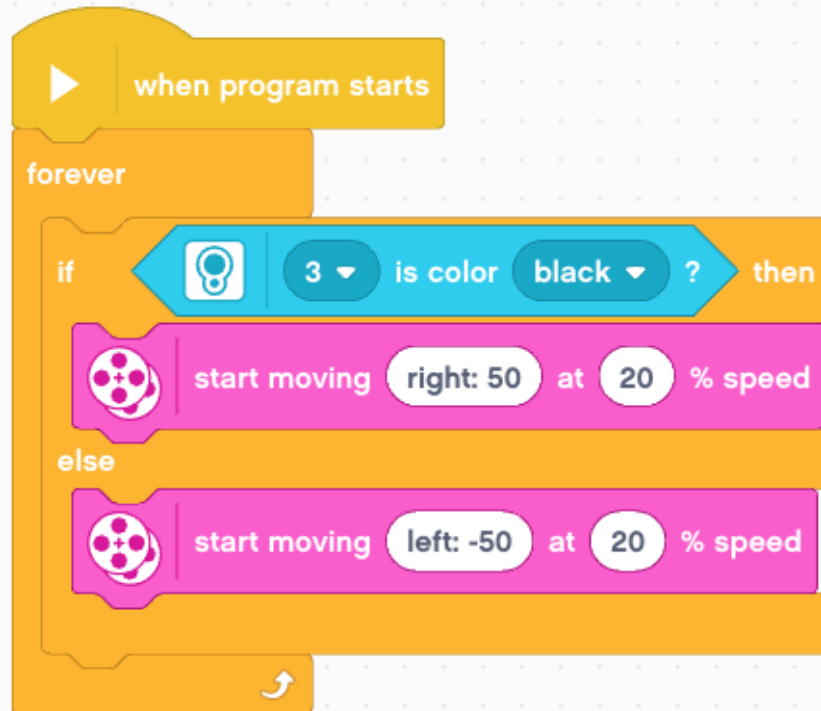 when program starts
forever
if 3 is color black ? then
start moving right: 50 at 20 % speed
else
start moving left: -50 at 20 % speed